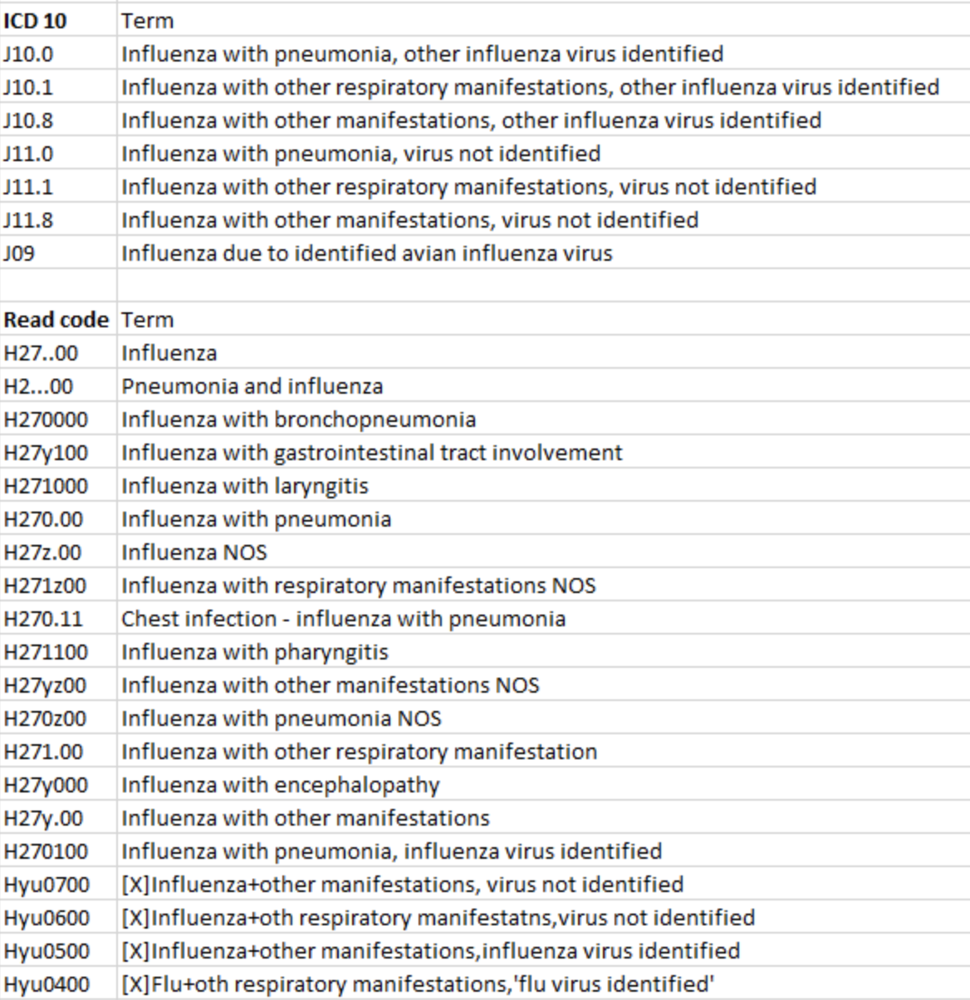 ICD 10 Term
J10.0 Influenza with pneumonia, other influenza virus identified
J10.1 Influenza with other respiratory manifestations, other influenza virus identified
J10.8 Influenza with other manifestations, other influenza virus identified
J11.0 Influenza with pneumonia, virus not identified
J11.1 Influenza with other respiratory manifestations, virus not identified
J11.8 Influenza with other manifestations, virus not identified
J09 Influenza due to identified avian influenza virus
Read code Term
H27..00 Influenza
H2...00 Pneumonia and influenza
H270000 Influenza with bronchopneumonia
H27y100 Influenza with gastrointestinal tract involvement
H271000 Influenza with laryngitis
H270.00 Influenza with pneumonia
H27z.00 Influenza NOS
H271z00 Influenza with respiratory manifestations NOS
H270.11 Chest infection - influenza with pneumonia
H271100 Influenza with pharyngitis
H27yz00 Influenza with other manifestations NOS
H270z00 Influenza with pneumonia NOS
H271.00 Influenza with other respiratory manifestation
H27y000 Influenza with encephalopathy
H27y.00 Influenza with other manifestations
H270100 Influenza with pneumonia, influenza virus identified
Hyu0700 [X]Influenza+other manifestations, virus not identified
Hyu0600 [X]Influenza+oth respiratory manifestatns,virus not identified
Hyu0500 [X]Influenza+other manifestations,influenza virus identified
Hyu0400 [X]Flu+oth respiratory manifestations,'flu virus identified'